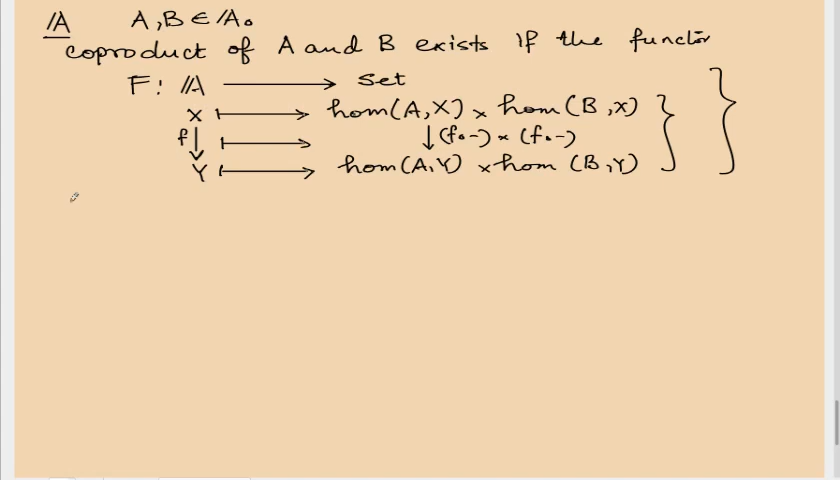 𝔸 A, B ∈ 𝔸₀
coproduct of A and B exists if the functor
F: 𝔸 ⟶ Set
X ⟼ hom(A,X) × hom(B,X)
f↓ ⟼ ↓(f∘-) × (f∘-)
Y ⟼ hom(A,Y) × hom(B,Y)